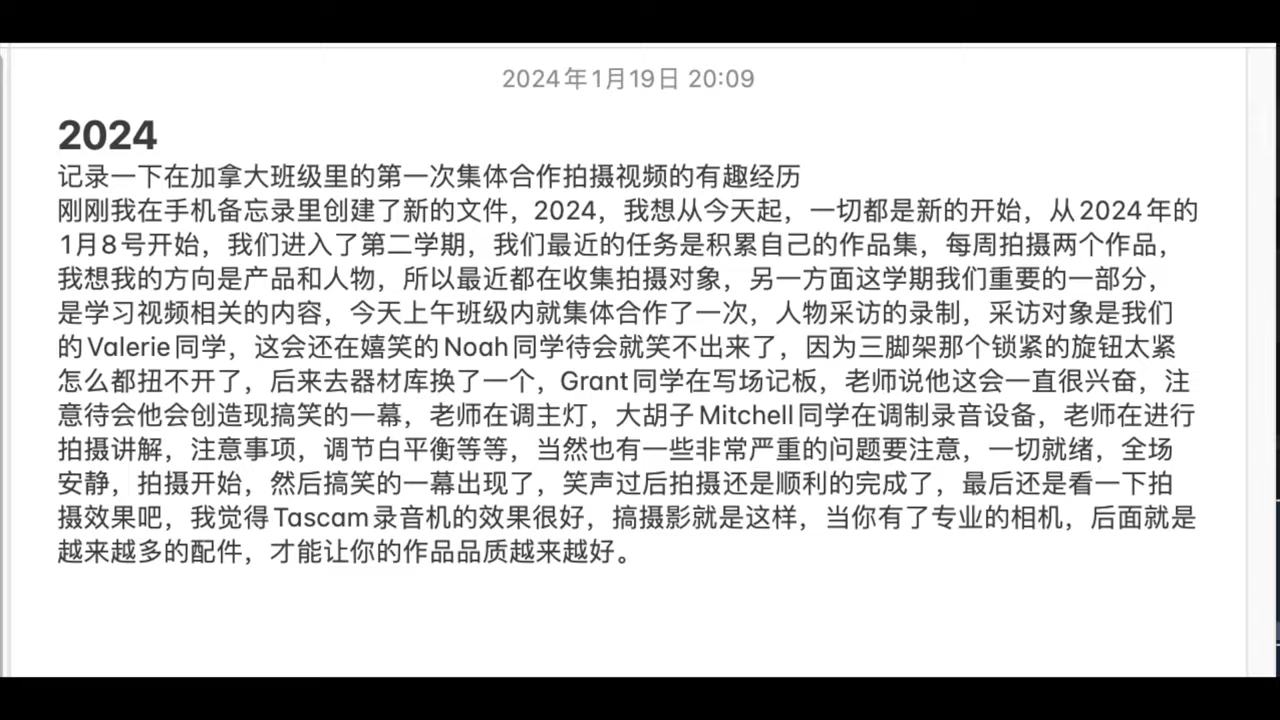 2024年1月19日 20:09
2024
记录一下在加拿大班级里的第一次集体合作拍摄视频的有趣经历
刚刚我在手机备忘录里创建了新的文件，2024，我想从今天起，一切都是新的开始，从2024年的
1月8号开始，我们进入了第二学期，我们最近的任务是积累自己的作品集，每周拍摄两个作品，
我想我的方向是产品和人物，所以最近都在收集拍摄对象，另一方面这学期我们重要的一部分，
是学习视频相关的内容，今天上午班级内就集体合作了一次，人物采访的录制，采访对象是我们
的Valerie同学，这会还在嬉笑的Noah同学待会就笑不出来了，因为三脚架那个锁紧的旋钮太紧
怎么都扭不开了，后来去器材库换了一个，Grant同学在写场记板，老师说他这会一直很兴奋，注
意待会他会创造现搞笑的一幕，老师在调主灯，大胡子Mitchell同学在调制录音设备，老师在进行
拍摄讲解，注意事项，调节白平衡等等，当然也有一些非常严重的问题要注意，一切就绪，全场
安静，拍摄开始，然后搞笑的一幕出现了，笑声过后拍摄还是顺利的完成了，最后还是看一下拍
摄效果吧，我觉得Tascam录音机的效果很好，搞摄影就是这样，当你有了专业的相机，后面就是
越来越多的配件，才能让你的作品品质越来越好。